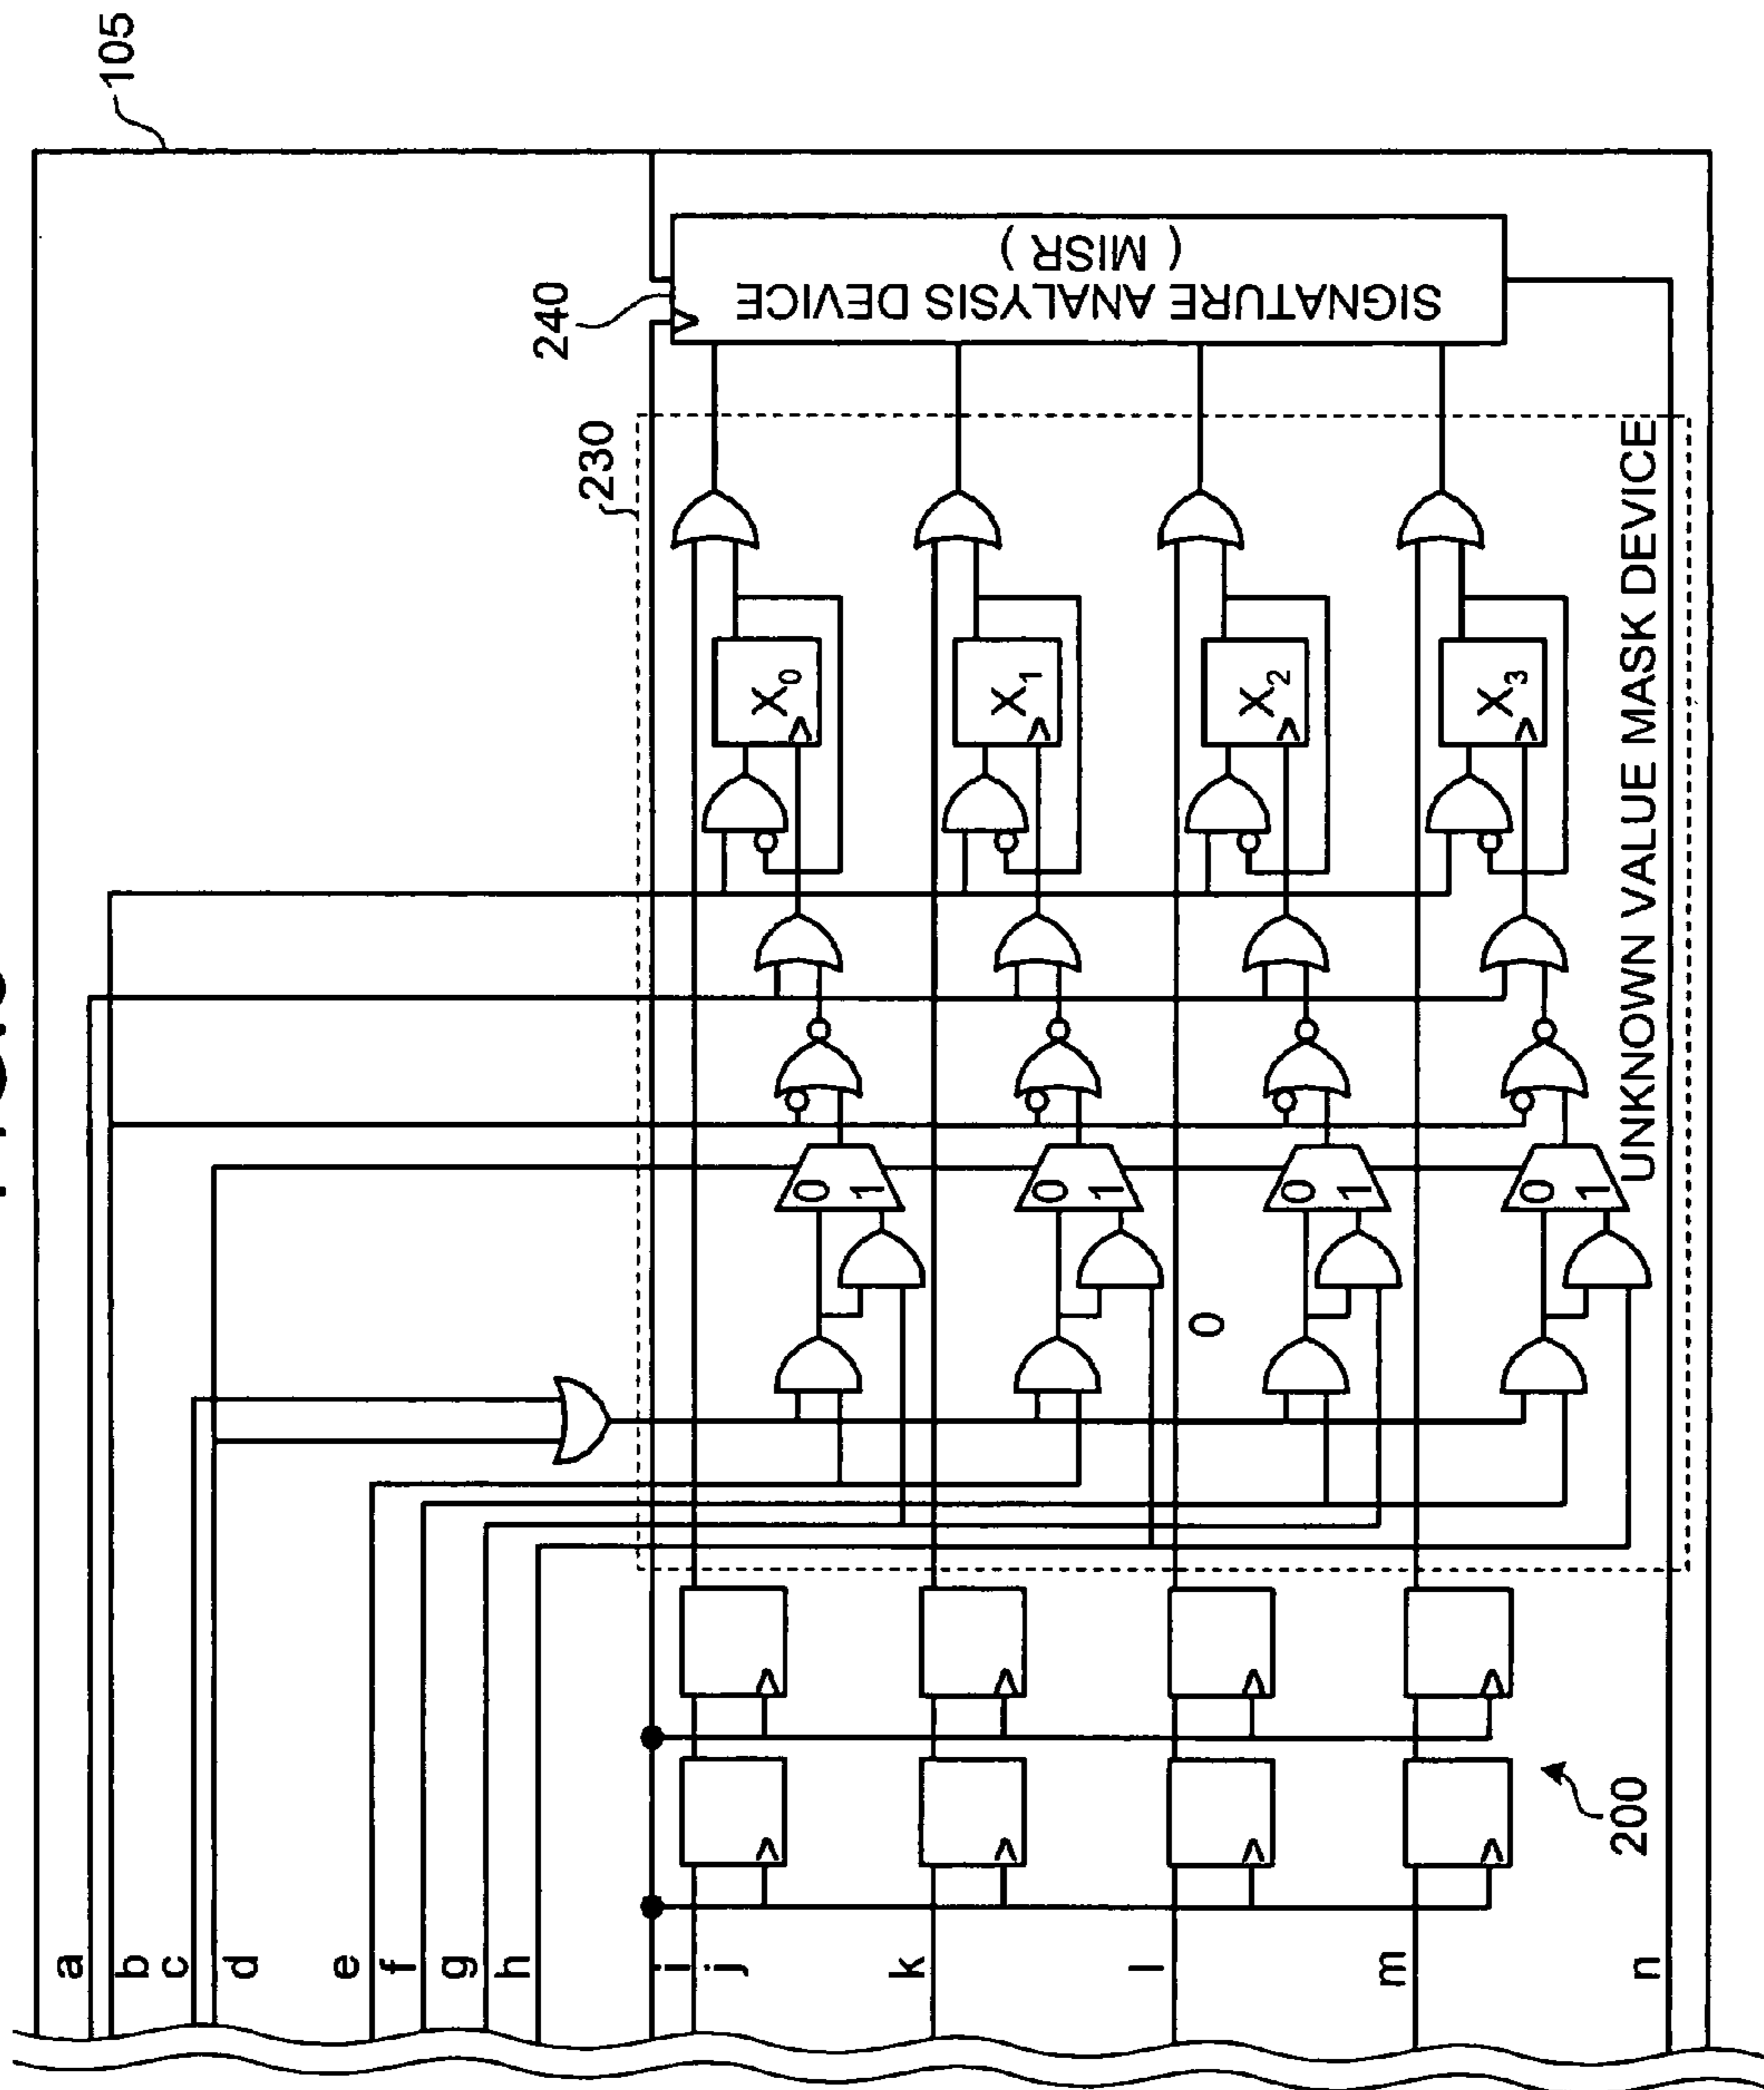 105
240
SIGNATURE ANALYSIS DEVICE
( MISR )
230
X0
X1
X2
X3
UNKNOWN VALUE MASK DEVICE
0
1
0
1
0
1
0
1
0
200
a
b
c
d
e
f
g
h
i
j
k
l
m
n